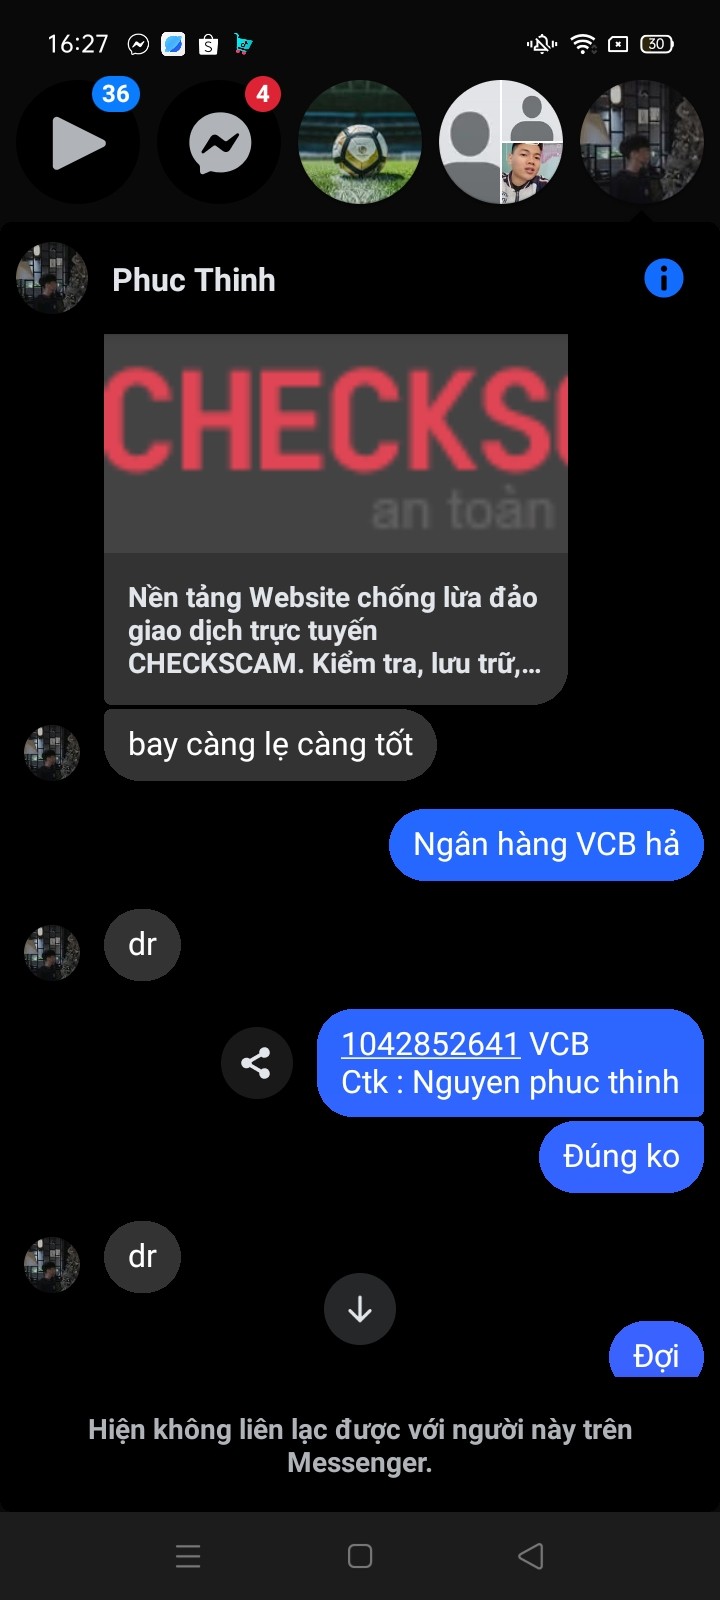 16:27
30
36
4
Phuc Thinh
CHECKSC
an toàn
Nền tảng Website chống lừa đảo
giao dịch trực tuyến
CHECKSCAM. Kiểm tra, lưu trữ,...
bay càng lẹ càng tốt
Ngân hàng VCB hả
dr
1042852641 VCB
Ctk : Nguyen phuc thinh
Đúng ko
dr
Đợi
Hiện không liên lạc được với người này trên
Messenger.